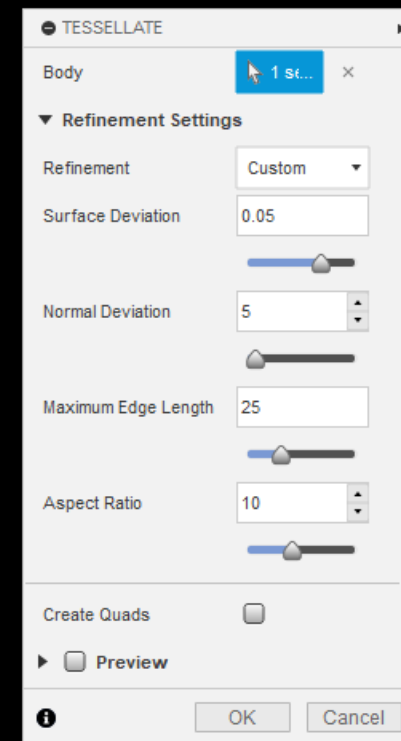 TESSELLATE
Body 1 se...
Refinement Settings
Refinement Custom
Surface Deviation 0.05
Normal Deviation 5
Maximum Edge Length 25
Aspect Ratio 10
Create Quads
Preview
OK Cancel